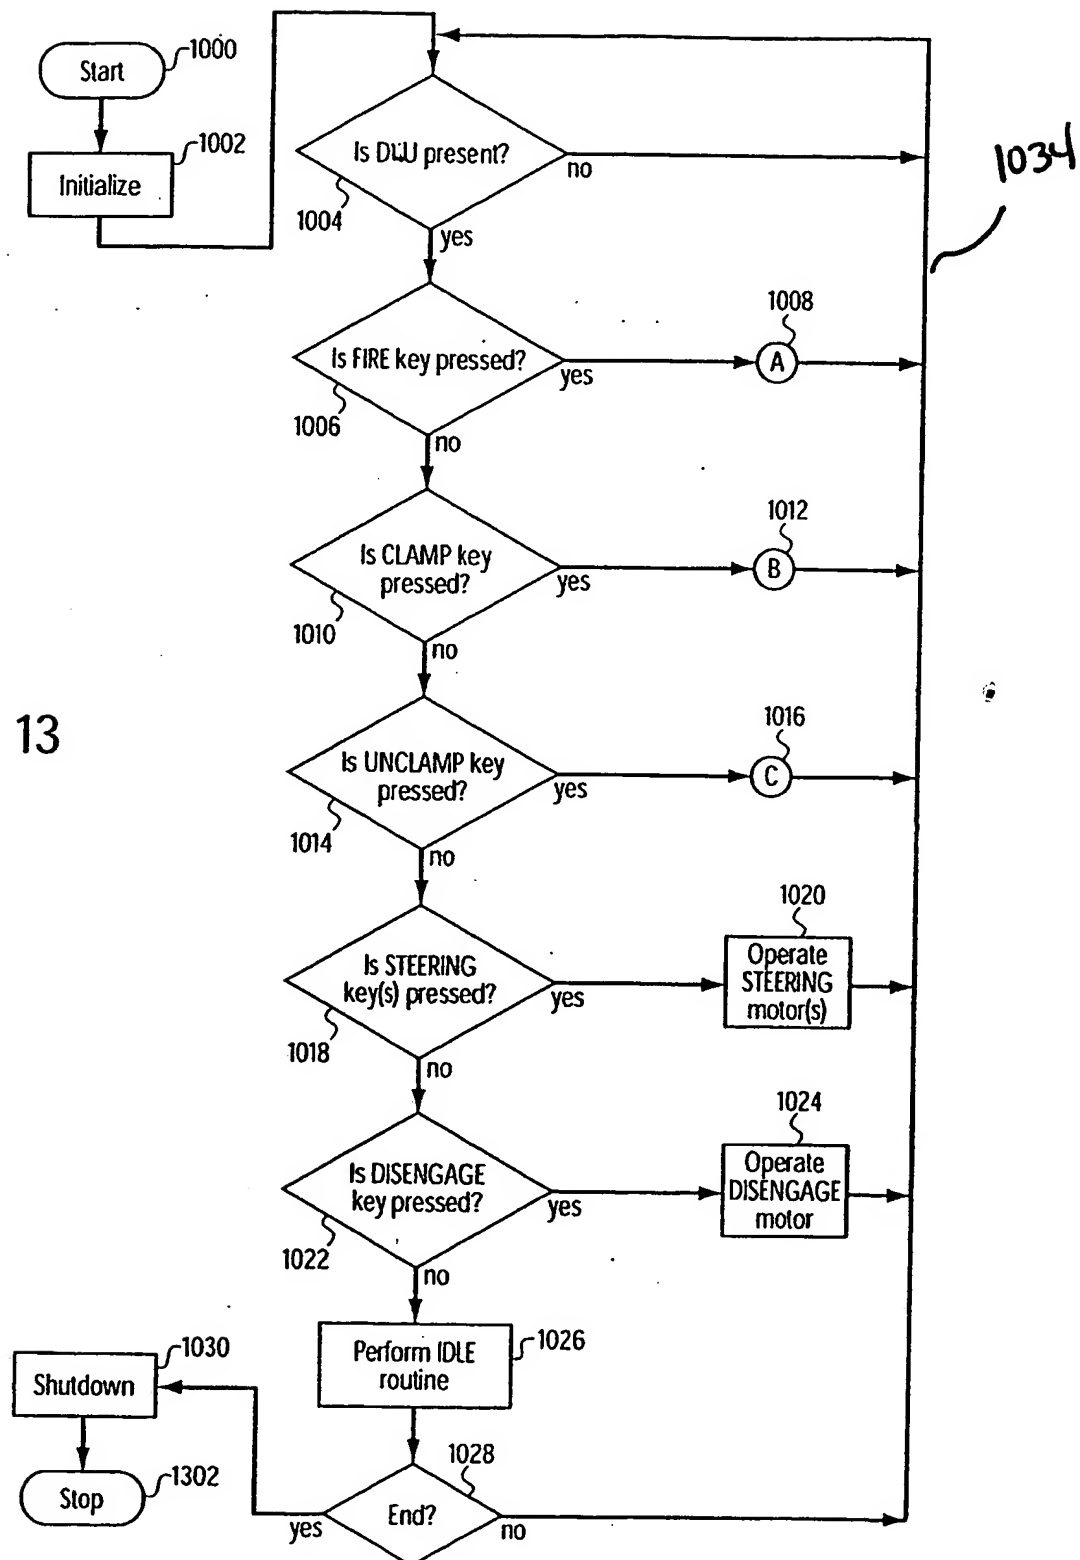 1000
Start
1002
Initialize
Is DLU present?
no
1004
yes
1034
Is FIRE key pressed?
yes
1006
no
1008
A
Is CLAMP key
pressed?
yes
1010
no
1012
B
13
Is UNCLAMP key
pressed?
yes
1014
no
1016
C
Is STEERING
key(s) pressed?
yes
1018
no
1020
Operate
STEERING
motor(s)
Is DISENGAGE
key pressed?
yes
1022
no
1024
Operate
DISENGAGE
motor
Perform IDLE
routine
1026
1030
Shutdown
1302
Stop
1028
End?
yes
no